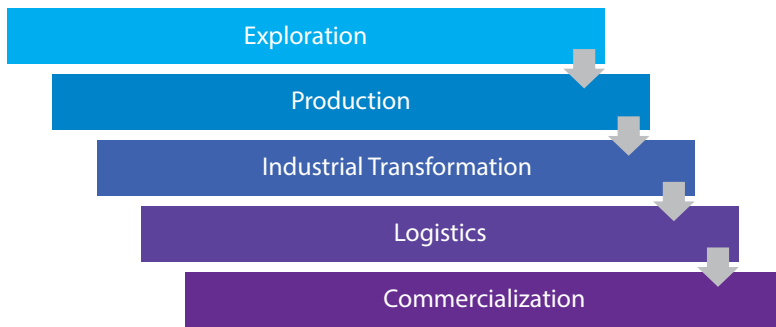 Exploration
Production
Industrial Transformation
Logistics
Commercialization